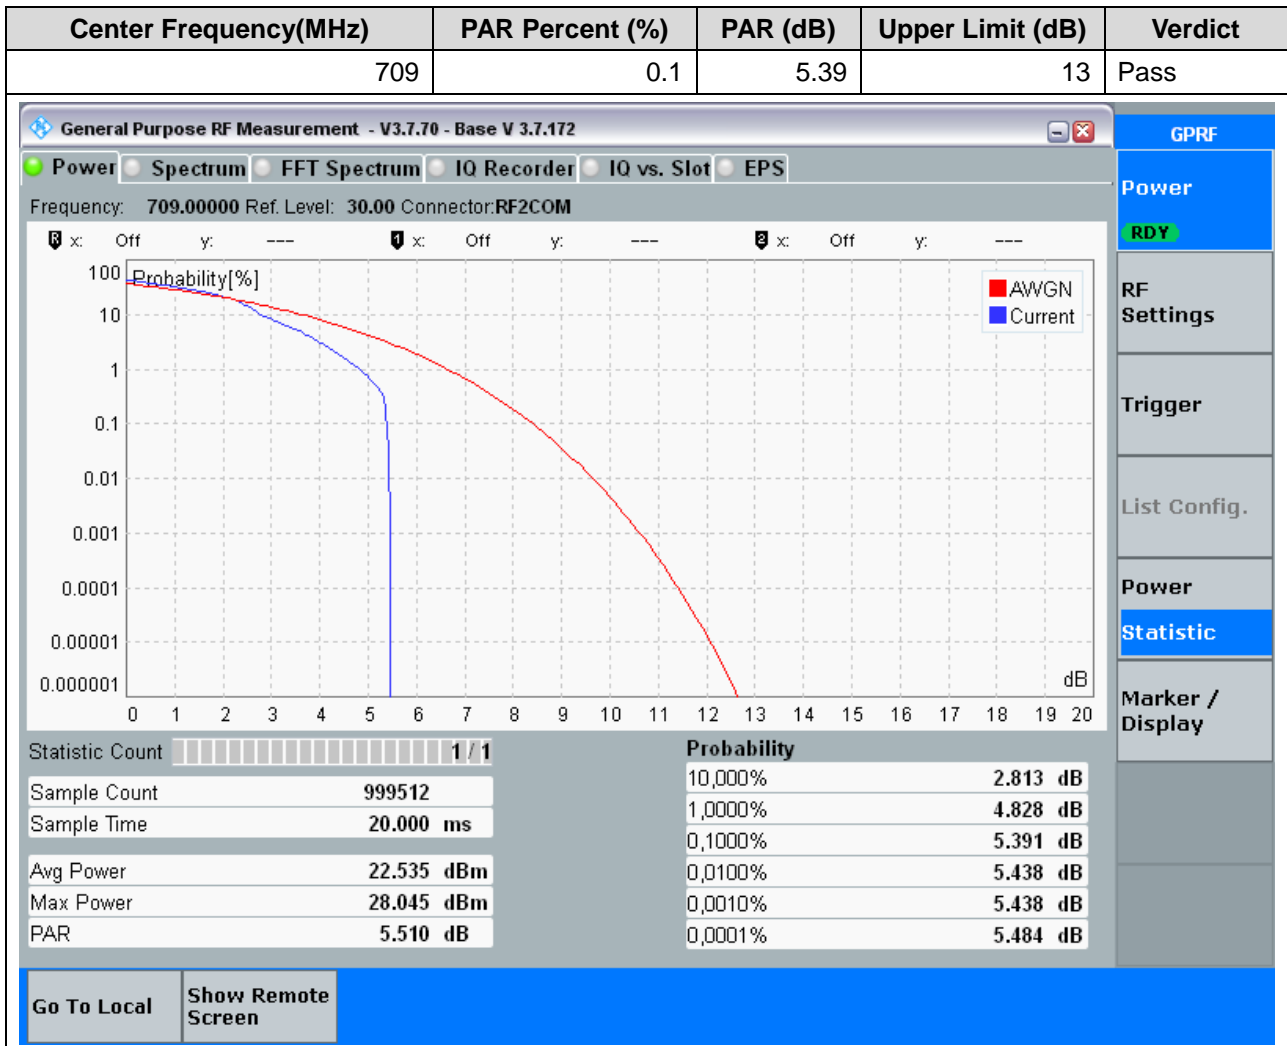 Center Frequency(MHz) PAR Percent (%) PAR (dB) Upper Limit (dB) Verdict
709 0.1 5.39 13 Pass
General Purpose RF Measurement - V3.7.70 - Base V 3.7.172
GPRF
Power Spectrum FFT Spectrum IQ Recorder IQ vs. Slot EPS
Power
RDY
Frequency: 709.00000 Ref. Level: 30.00 Connector:RF2COM
R x: Off y: --- 1 x: Off y: --- 2 x: Off y: ---
Probability[%]
AWGN
Current
100
10
1
0.1
0.01
0.001
0.0001
0.00001
0.000001
dB
0 1 2 3 4 5 6 7 8 9 10 11 12 13 14 15 16 17 18 19 20
RF
Settings
Trigger
List Config.
Power
Statistic
Marker /
Display
Statistic Count 1 / 1
Sample Count 999512
Sample Time 20.000 ms
Avg Power 22.535 dBm
Max Power 28.045 dBm
PAR 5.510 dB
Probability
10,000% 2.813 dB
1,0000% 4.828 dB
0,1000% 5.391 dB
0,0100% 5.438 dB
0,0010% 5.438 dB
0,0001% 5.484 dB
Go To Local
Show Remote
Screen